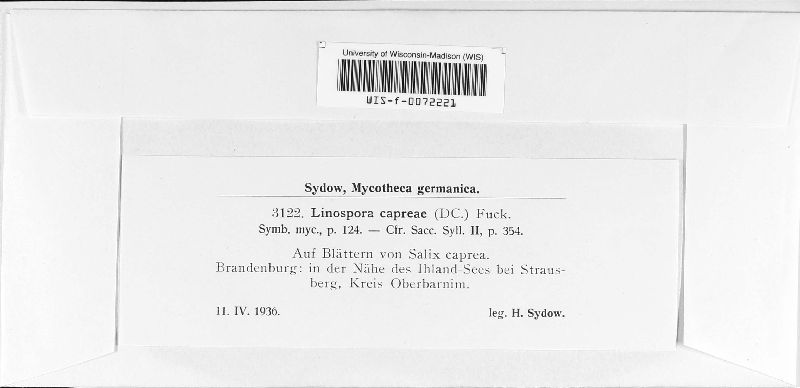 University of Wisconsin-Madison (WIS)
WIS-f-0072221
Sydow, Mycotheca germanica.
3122. Linospora capreae (DC.) Fuck.
Symb. myc., p. 124. — Cfr. Sacc. Syll. II, p. 354.
Auf Blättern von Salix caprea.
Brandenburg: in der Nähe des Ihland-Sees bei Straus-
berg, Kreis Oberbarnim.
11. IV. 1936. leg. H. Sydow.